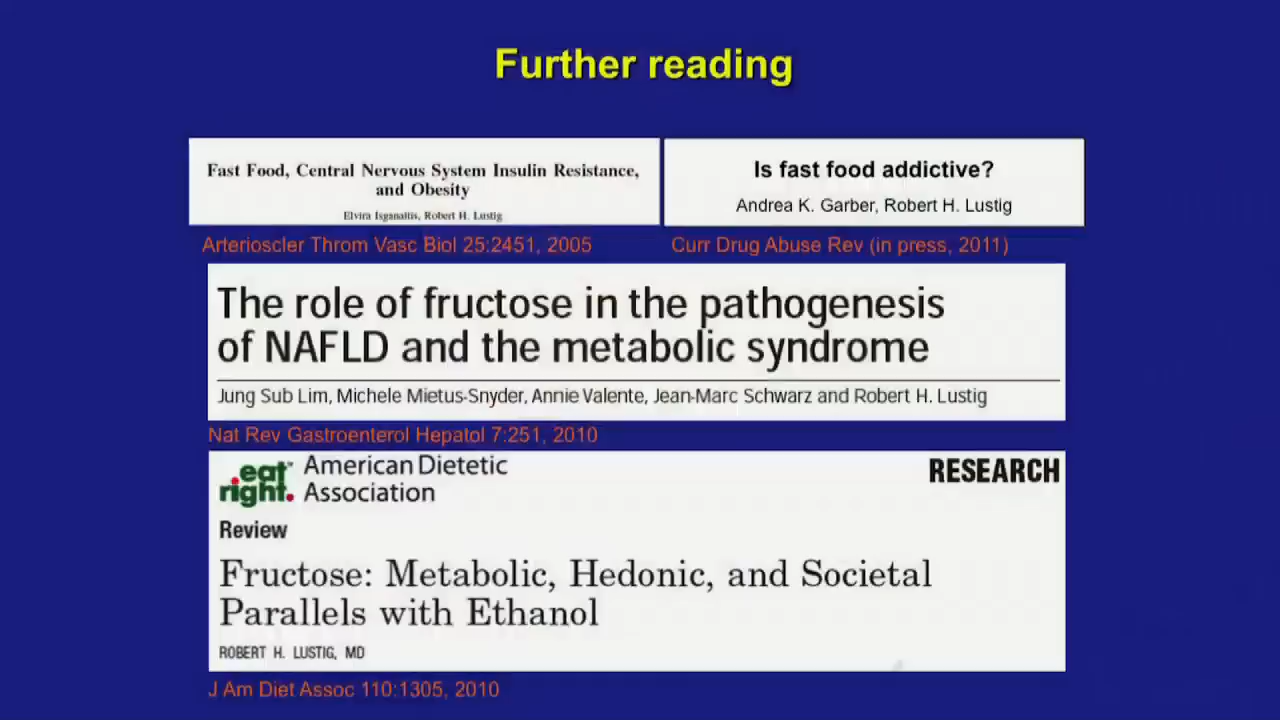 Further reading
Fast Food, Central Nervous System Insulin Resistance,
and Obesity
Elvira Isganaitis, Robert H. Lustig
Arterioscler Throm Vasc Biol 25:2451, 2005
Is fast food addictive?
Andrea K. Garber, Robert H. Lustig
Curr Drug Abuse Rev (in press, 2011)
The role of fructose in the pathogenesis
of NAFLD and the metabolic syndrome
Jung Sub Lim, Michele Mietus-Snyder, Annie Valente, Jean-Marc Schwarz and Robert H. Lustig
Nat Rev Gastroenterol Hepatol 7:251, 2010
eat
right.
American Dietetic
Association
RESEARCH
Review
Fructose: Metabolic, Hedonic, and Societal
Parallels with Ethanol
ROBERT H. LUSTIG, MD
J Am Diet Assoc 110:1305, 2010